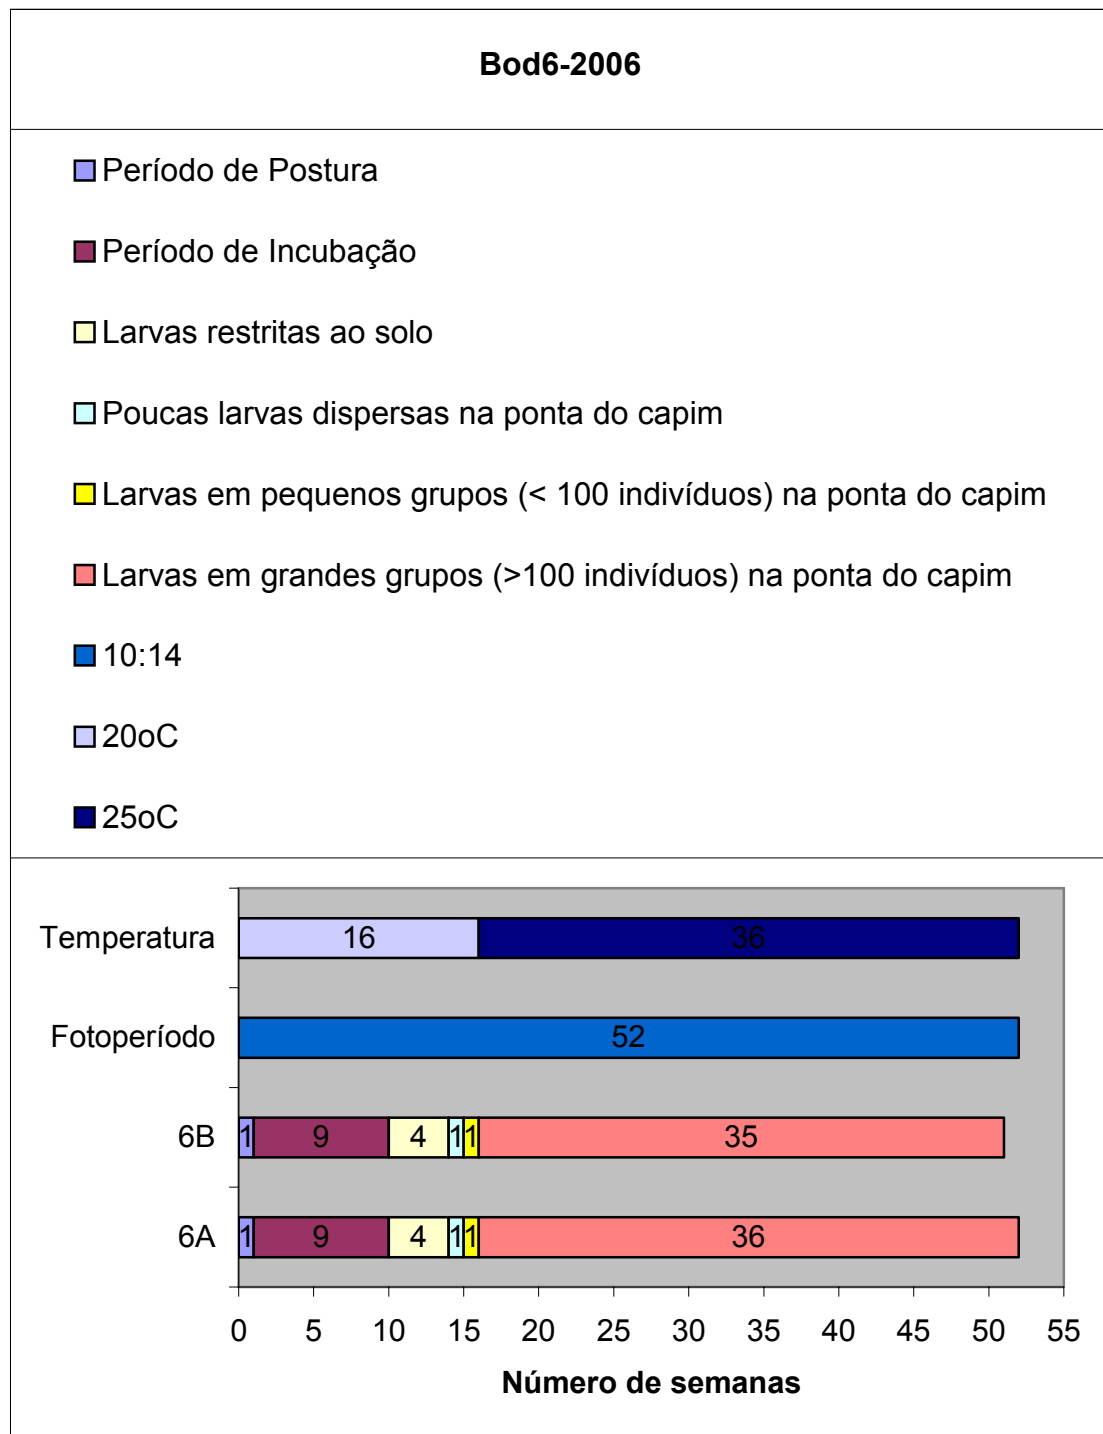 Bod6-2006
Período de Postura
Período de Incubação
Larvas restritas ao solo
Poucas larvas dispersas na ponta do capim
Larvas em pequenos grupos (< 100 indivíduos) na ponta do capim
Larvas em grandes grupos (>100 indivíduos) na ponta do capim
10:14
20oC
25oC
Temperatura 16 36
Fotoperíodo 52
6B 1 9 4 1 1 35
6A 1 9 4 1 1 36
0 5 10 15 20 25 30 35 40 45 50 55
Número de semanas